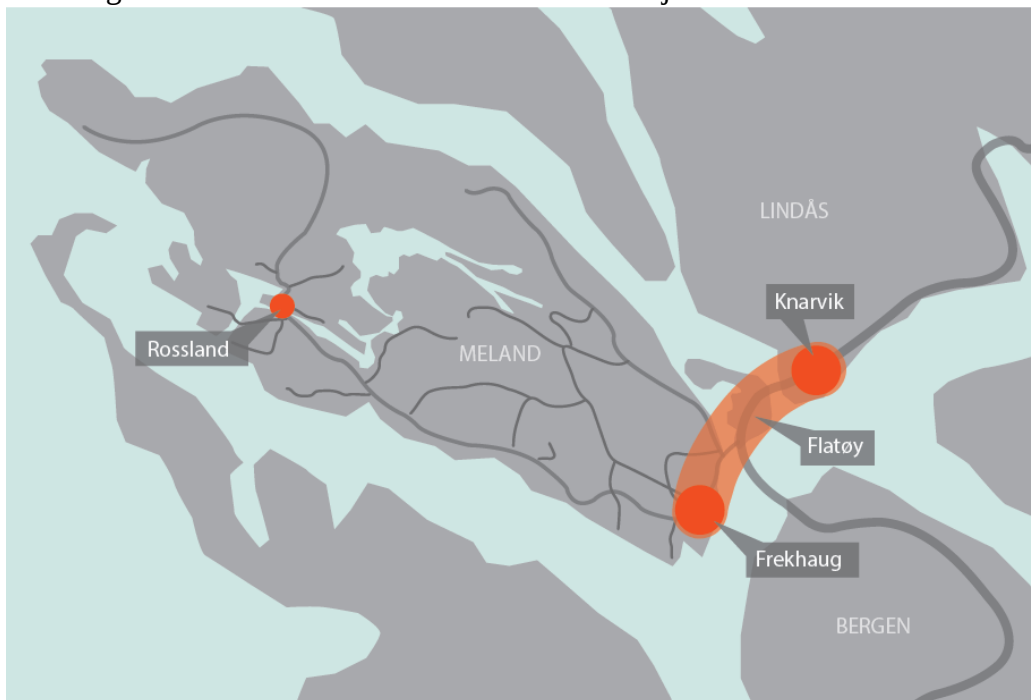 LINDÅS
Knarvik
Rossland
MELAND
Flatøy
Frekhaug
BERGEN